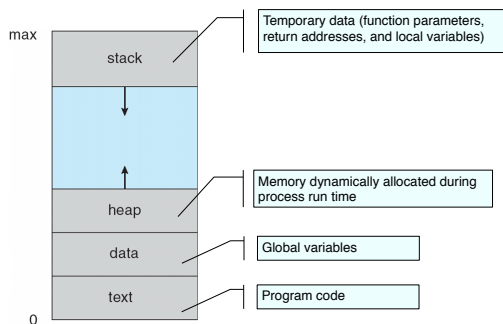 Temporary data (function parameters,
return addresses, and local variables)
max
stack
Memory dynamically allocated during
process run time
heap
data
Global variables
text
Program code
0